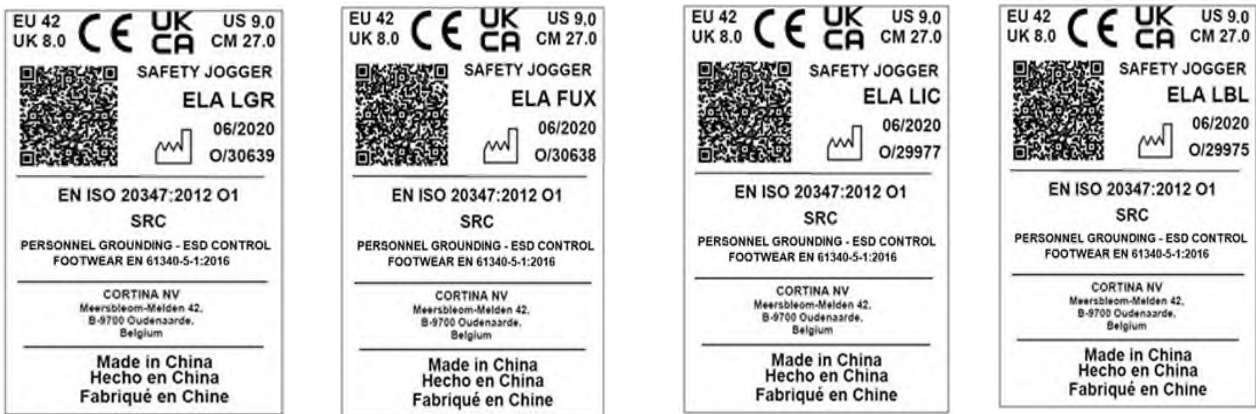 EU 42
UK 8.0
CE
UK
CA
US 9.0
CM 27.0
SAFETY JOGGER
ELA LGR
06/2020
O/30639
EN ISO 20347:2012 O1
SRC
PERSONNEL GROUNDING - ESD CONTROL
FOOTWEAR EN 61340-5-1:2016
CORTINA NV
Meersbloem-Melden 42,
B-9700 Oudenaarde,
Belgium
Made in China
Hecho en China
Fabriqué en Chine
EU 42
UK 8.0
CE
UK
CA
US 9.0
CM 27.0
SAFETY JOGGER
ELA FUX
06/2020
O/30638
EN ISO 20347:2012 O1
SRC
PERSONNEL GROUNDING - ESD CONTROL
FOOTWEAR EN 61340-5-1:2016
CORTINA NV
Meersbloem-Melden 42,
B-9700 Oudenaarde,
Belgium
Made in China
Hecho en China
Fabriqué en Chine
EU 42
UK 8.0
CE
UK
CA
US 9.0
CM 27.0
SAFETY JOGGER
ELA LIC
06/2020
O/29977
EN ISO 20347:2012 O1
SRC
PERSONNEL GROUNDING - ESD CONTROL
FOOTWEAR EN 61340-5-1:2016
CORTINA NV
Meersbloem-Melden 42,
B-9700 Oudenaarde,
Belgium
Made in China
Hecho en China
Fabriqué en Chine
EU 42
UK 8.0
CE
UK
CA
US 9.0
CM 27.0
SAFETY JOGGER
ELA LBL
06/2020
O/29975
EN ISO 20347:2012 O1
SRC
PERSONNEL GROUNDING - ESD CONTROL
FOOTWEAR EN 61340-5-1:2016
CORTINA NV
Meersbloem-Melden 42,
B-9700 Oudenaarde,
Belgium
Made in China
Hecho en China
Fabriqué en Chine